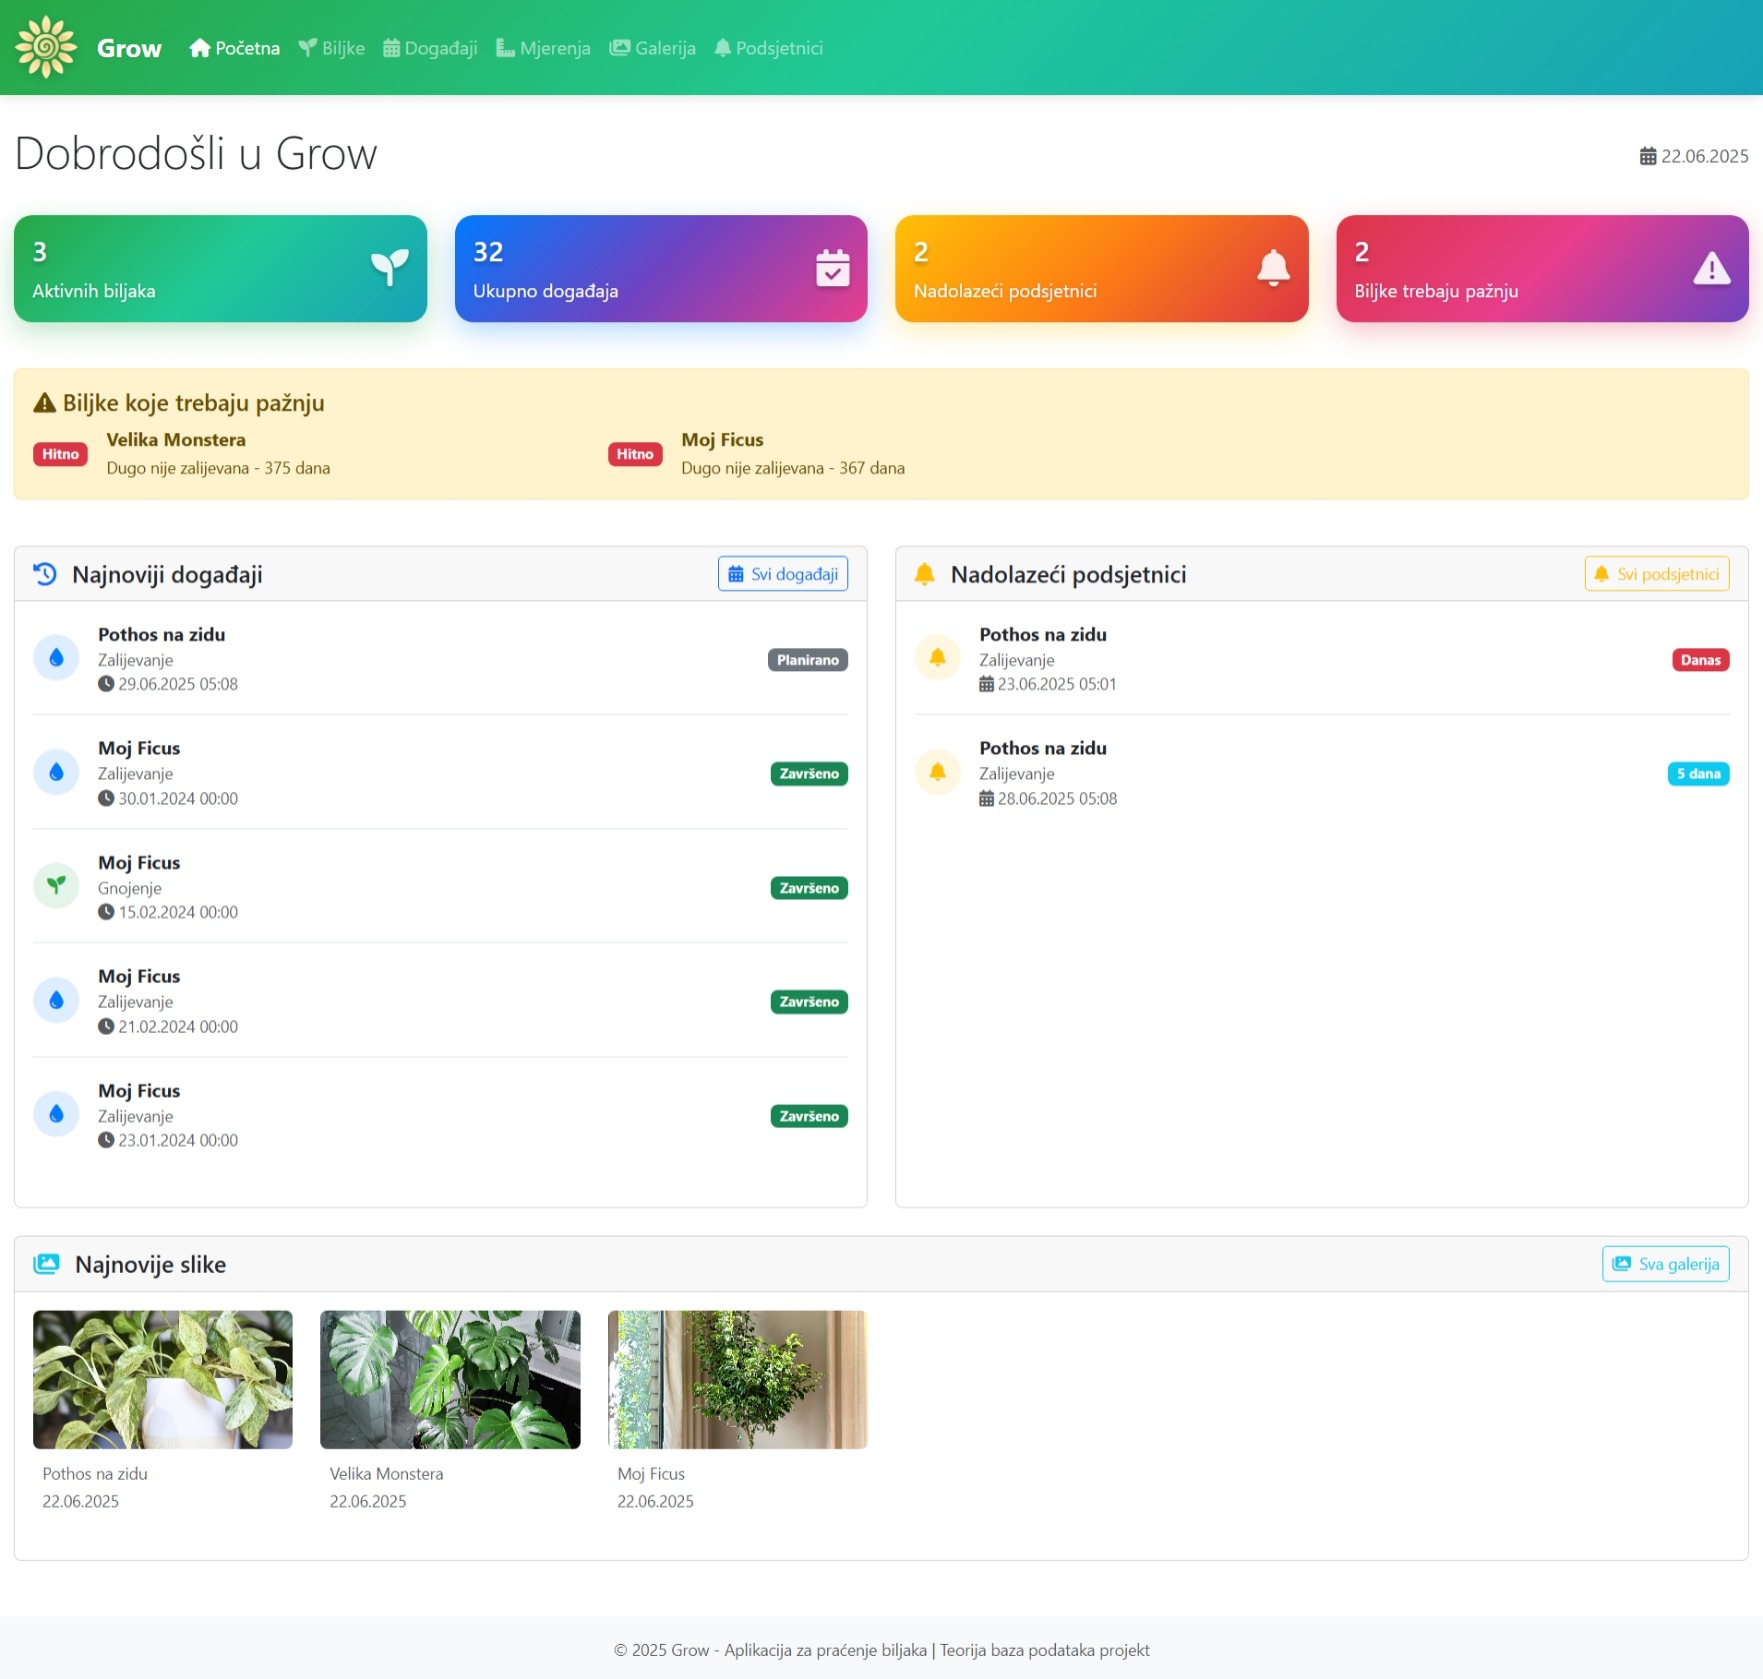 Grow
Početna
Biljke
Događaji
Mjerenja
Galerija
Podsjetnici
Dobrodošli u Grow
22.06.2025
3
Aktivnih biljaka
32
Ukupno događaja
2
Nadolazeći podsjetnici
2
Biljke trebaju pažnju
Biljke koje trebaju pažnju
Hitno
Velika Monstera
Dugo nije zalijevana - 375 dana
Hitno
Moj Ficus
Dugo nije zalijevana - 367 dana
Najnoviji događaji
Svi događaji
Pothos na zidu
Zalijevanje
29.06.2025 05:08
Planirano
Moj Ficus
Zalijevanje
30.01.2024 00:00
Završeno
Moj Ficus
Gnojenje
15.02.2024 00:00
Završeno
Moj Ficus
Zalijevanje
21.02.2024 00:00
Završeno
Moj Ficus
Zalijevanje
23.01.2024 00:00
Završeno
Nadolazeći podsjetnici
Svi podsjetnici
Pothos na zidu
Zalijevanje
23.06.2025 05:01
Danas
Pothos na zidu
Zalijevanje
28.06.2025 05:08
5 dana
Najnovije slike
Sva galerija
Pothos na zidu
22.06.2025
Velika Monstera
22.06.2025
Moj Ficus
22.06.2025
© 2025 Grow - Aplikacija za praćenje biljaka | Teorija baza podataka projekt